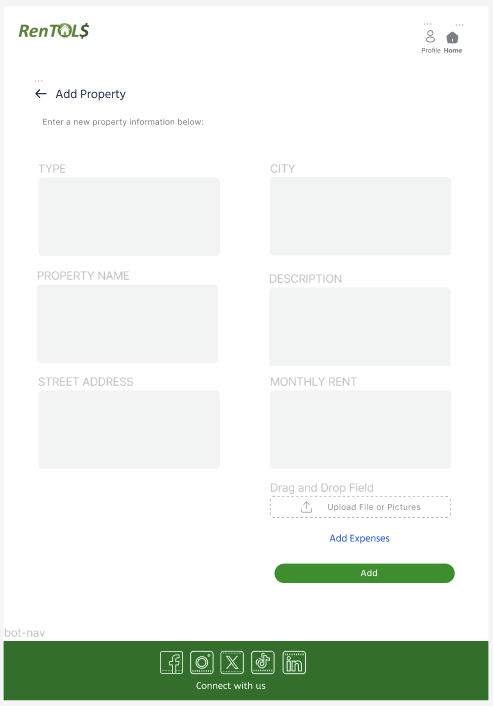 RenTOL$
Profile Home
Add Property
Enter a new property information below:
TYPE
CITY
PROPERTY NAME
DESCRIPTION
STREET ADDRESS
MONTHLY RENT
Drag and Drop Field
Upload File or Pictures
Add Expenses
Add
bot-nav
Connect with us